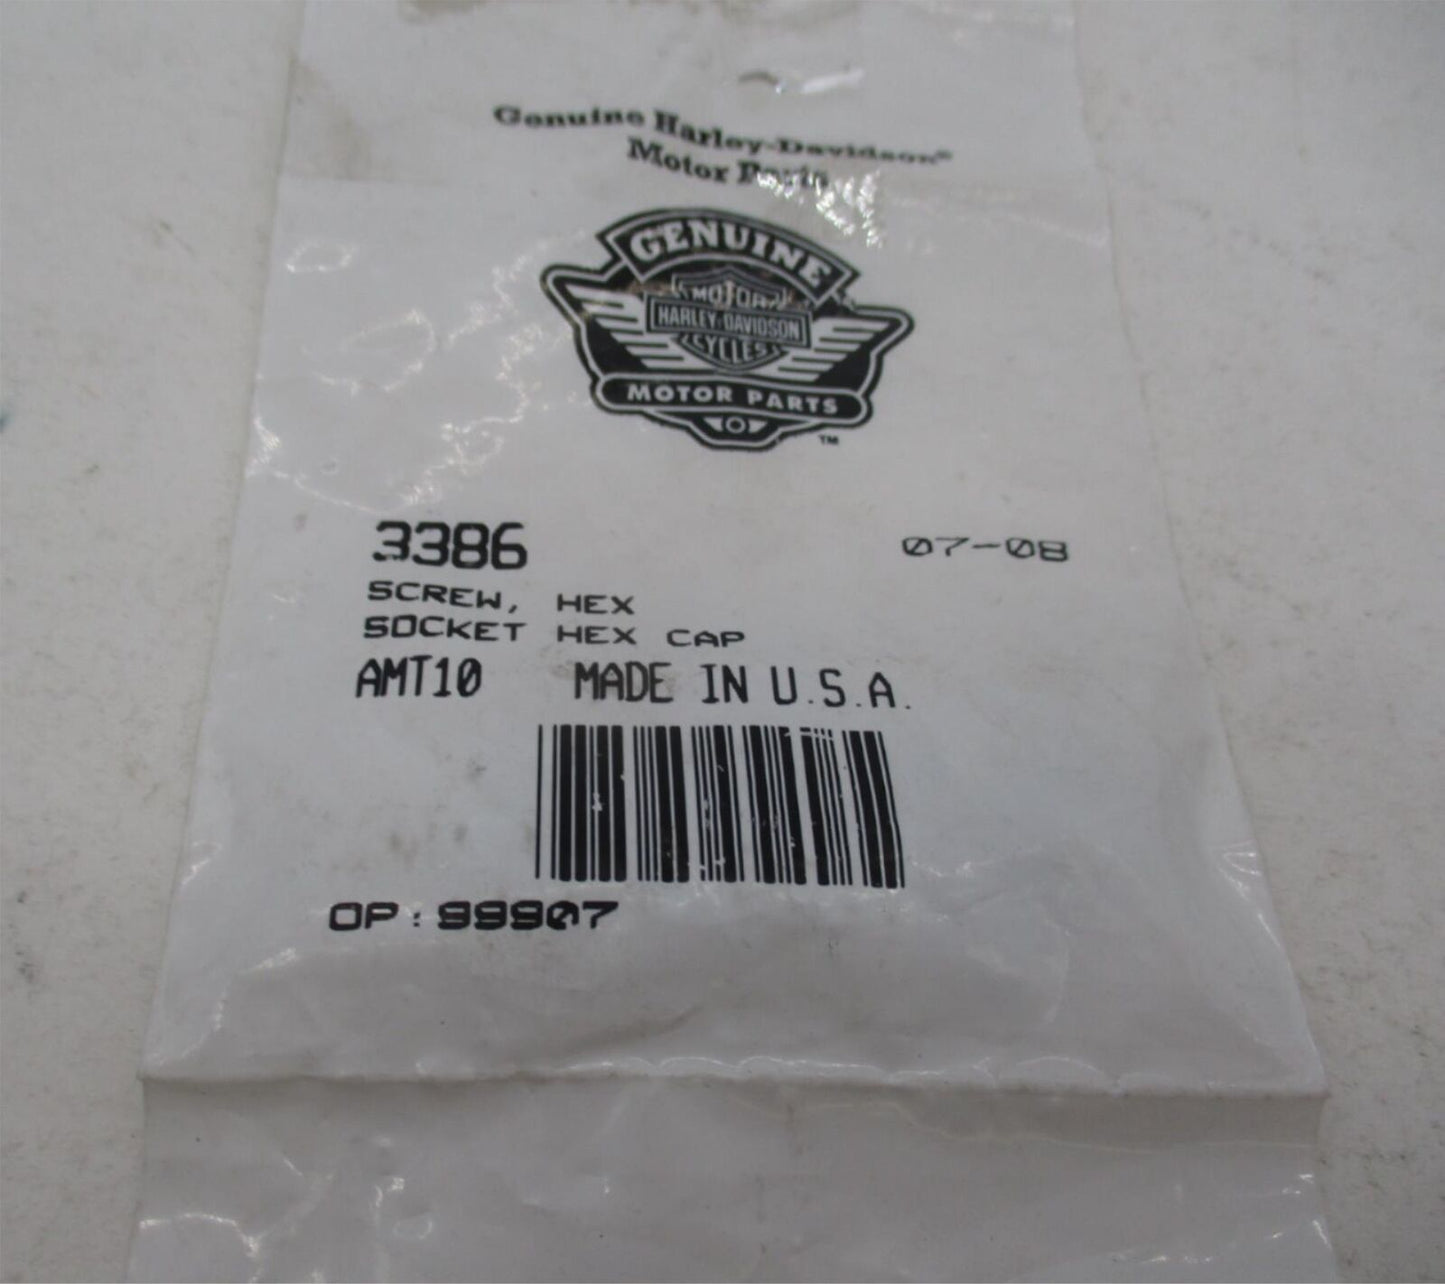 Genuine Harley-Davidson®
Motor Parts
GENUINE
MOTOR
HARLEY-DAVIDSON
CYCLES
MOTOR PARTS
TM
3386 07-08
SCREW, HEX
SOCKET HEX CAP
AMT10 MADE IN U.S.A.
OP: 99907